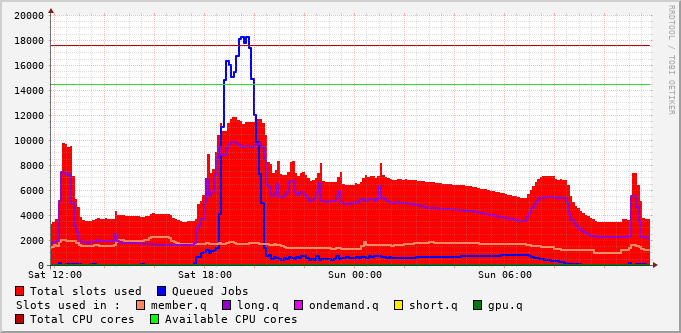 20000
18000
16000
14000
12000
10000
8000
6000
4000
2000
0
Sat 12:00 Sat 18:00 Sun 00:00 Sun 06:00
RRDTOOL / TOBI OETIKER
Total slots used Queued Jobs
Slots used in : member.q long.q ondemand.q short.q gpu.q
Total CPU cores Available CPU cores